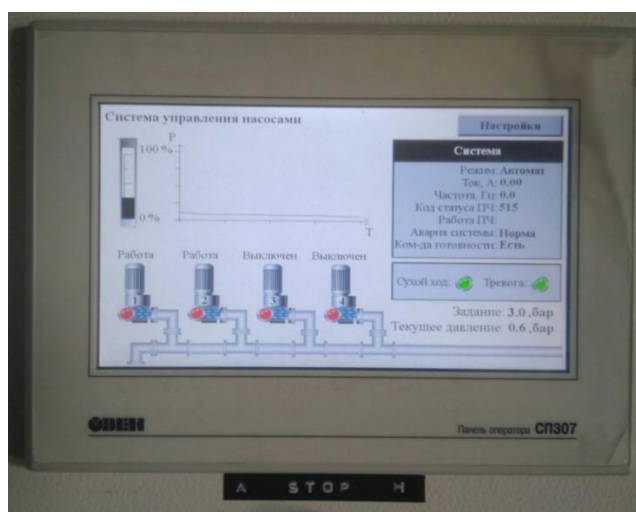 Система управления насосами
Настройки
P
100 %
0 %
T
Система
Режим: Автомат
Ток, А: 0.00
Частота, Гц: 0.0
Код статуса ПЧ: 515
Работа ПЧ:
Авария системы: Норма
Ком-да готовности: Есть
Работа Работа Выключен Выключен
1 2 3 4
Сухой ход: Тревога:
Задание: 3.0 ,бар
Текущее давление: 0.6 ,бар
ОВЕН
Панель оператора СП307
А STOP Н